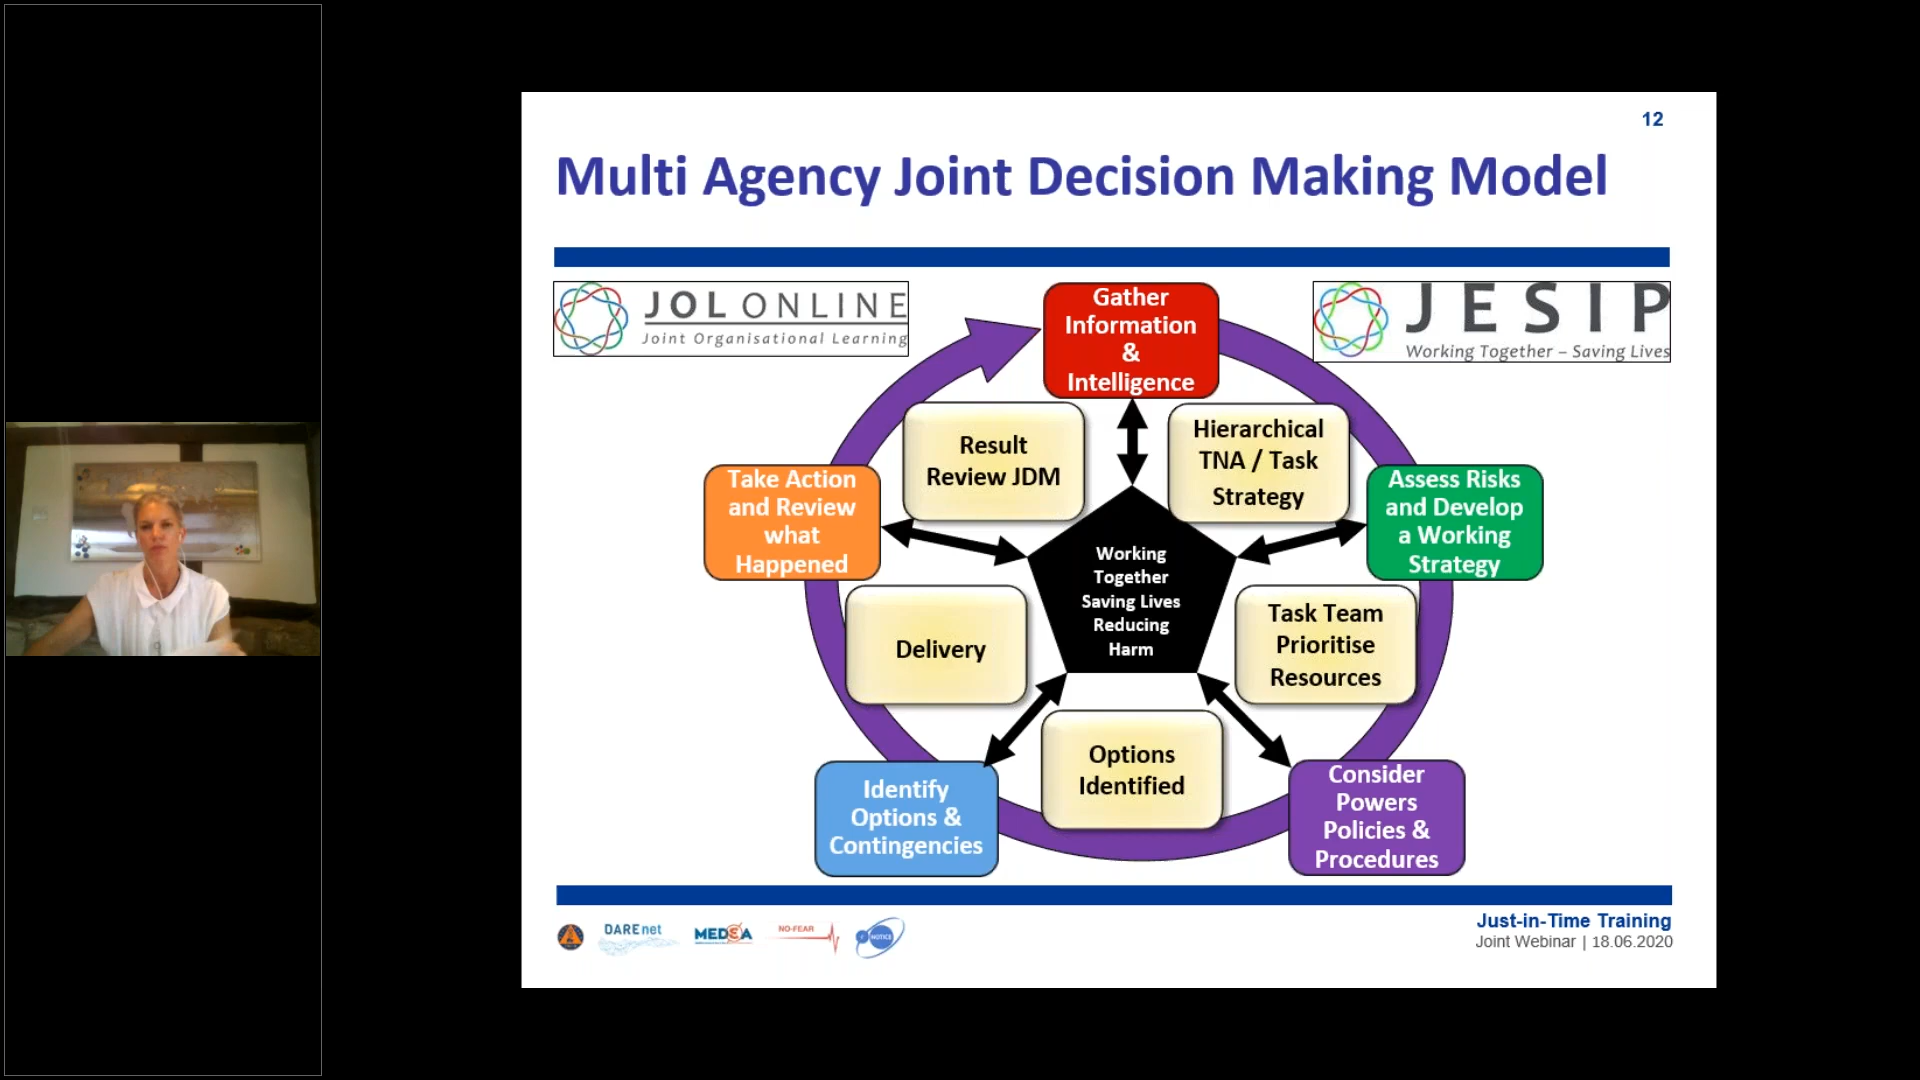 12
Multi Agency Joint Decision Making Model
JOL ONLINE
Joint Organisational Learning
JESIP
Working Together – Saving Lives
Gather
Information
&
Intelligence
Result
Review JDM
Hierarchical
TNA / Task
Strategy
Take Action
and Review
what
Happened
Assess Risks
and Develop
a Working
Strategy
Working
Together
Saving Lives
Reducing
Harm
Delivery
Task Team
Prioritise
Resources
Options
Identified
Identify
Options &
Contingencies
Consider
Powers
Policies &
Procedures
DAREnet
MEDEA
NO-FEAR
NOTICE
Just-in-Time Training
Joint Webinar | 18.06.2020